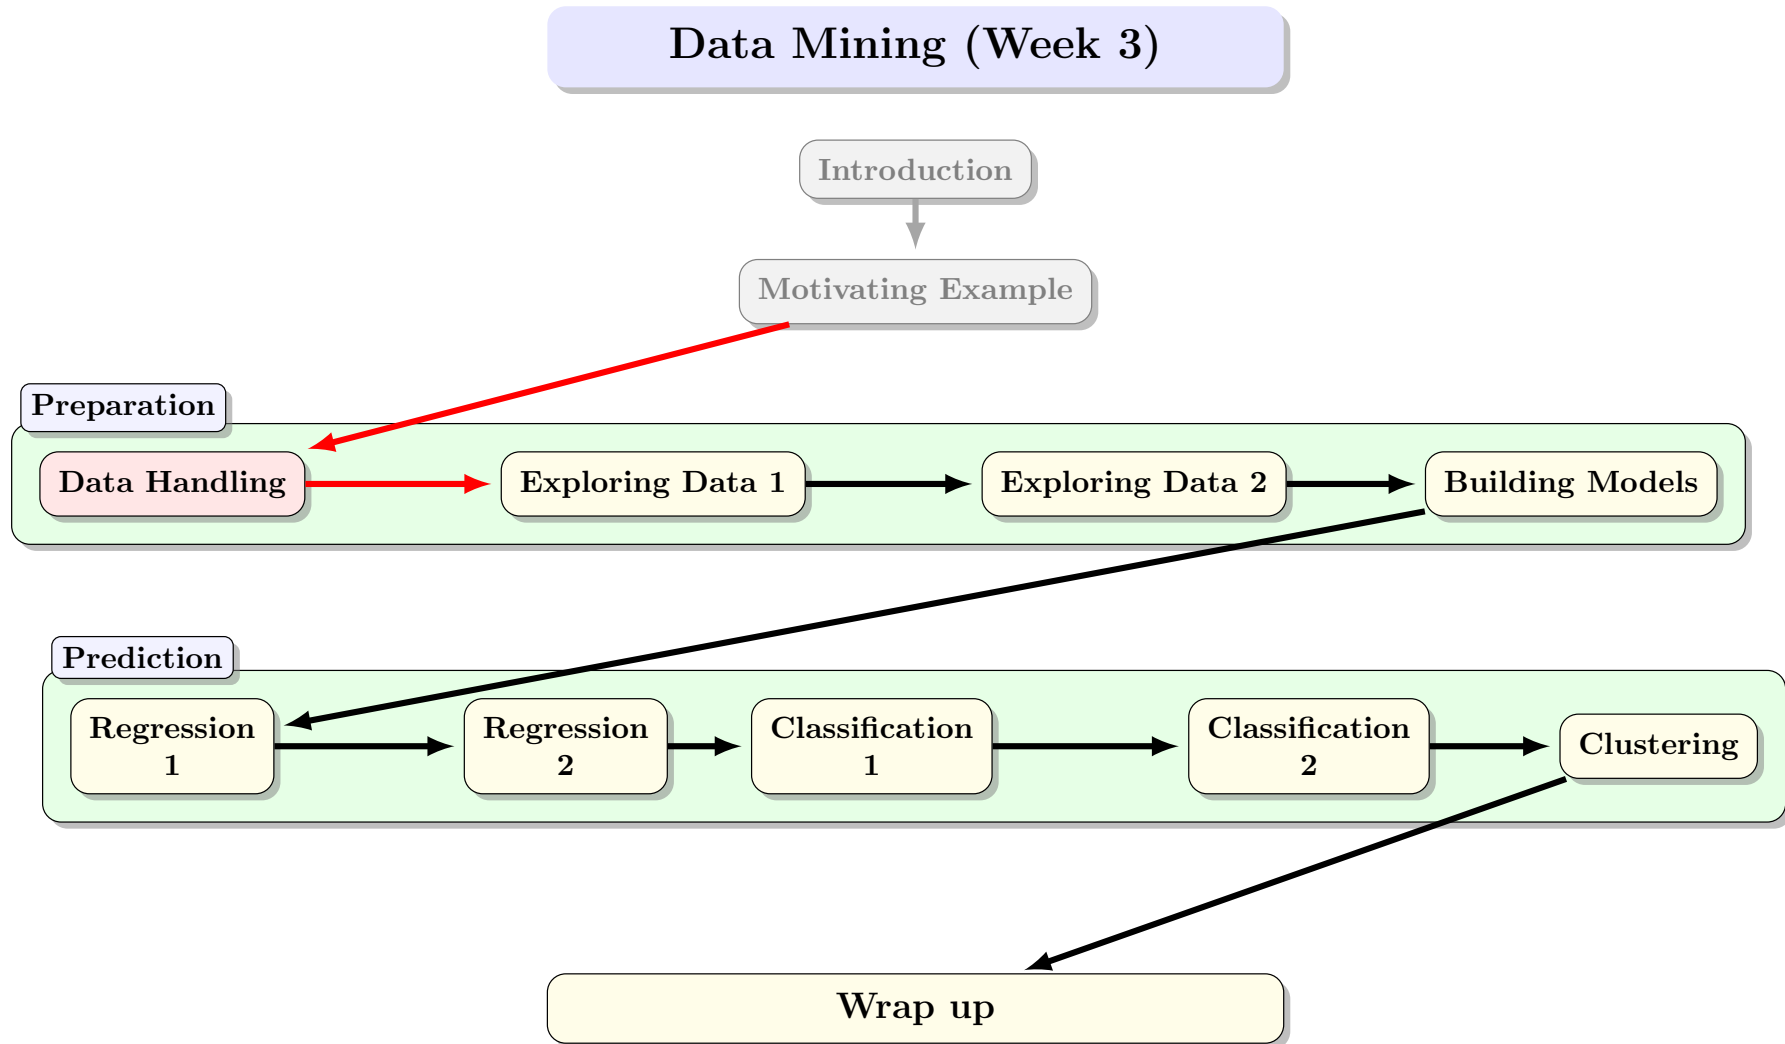 Data Mining (Week 3)
Introduction
Motivating Example
Preparation
Data Handling
Exploring Data 1
Exploring Data 2
Building Models
Prediction
Regression
1
Regression
2
Classification
1
Classification
2
Clustering
Wrap up